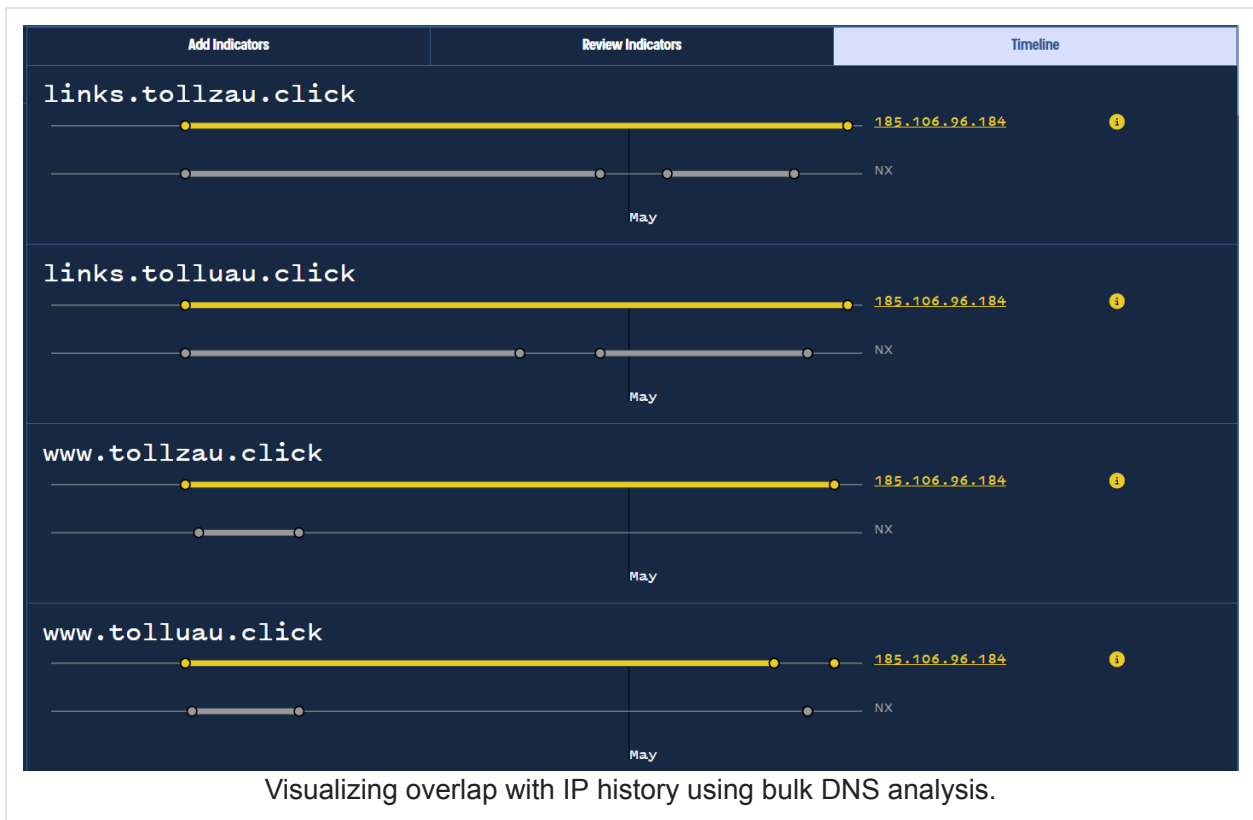 Add Indicators Review Indicators Timeline
links.tollzau.click
185.106.96.184 i
NX
May
links.tolluau.click
185.106.96.184 i
NX
May
www.tollzau.click
185.106.96.184 i
NX
May
www.tolluau.click
185.106.96.184 i
NX
May
Visualizing overlap with IP history using bulk DNS analysis.